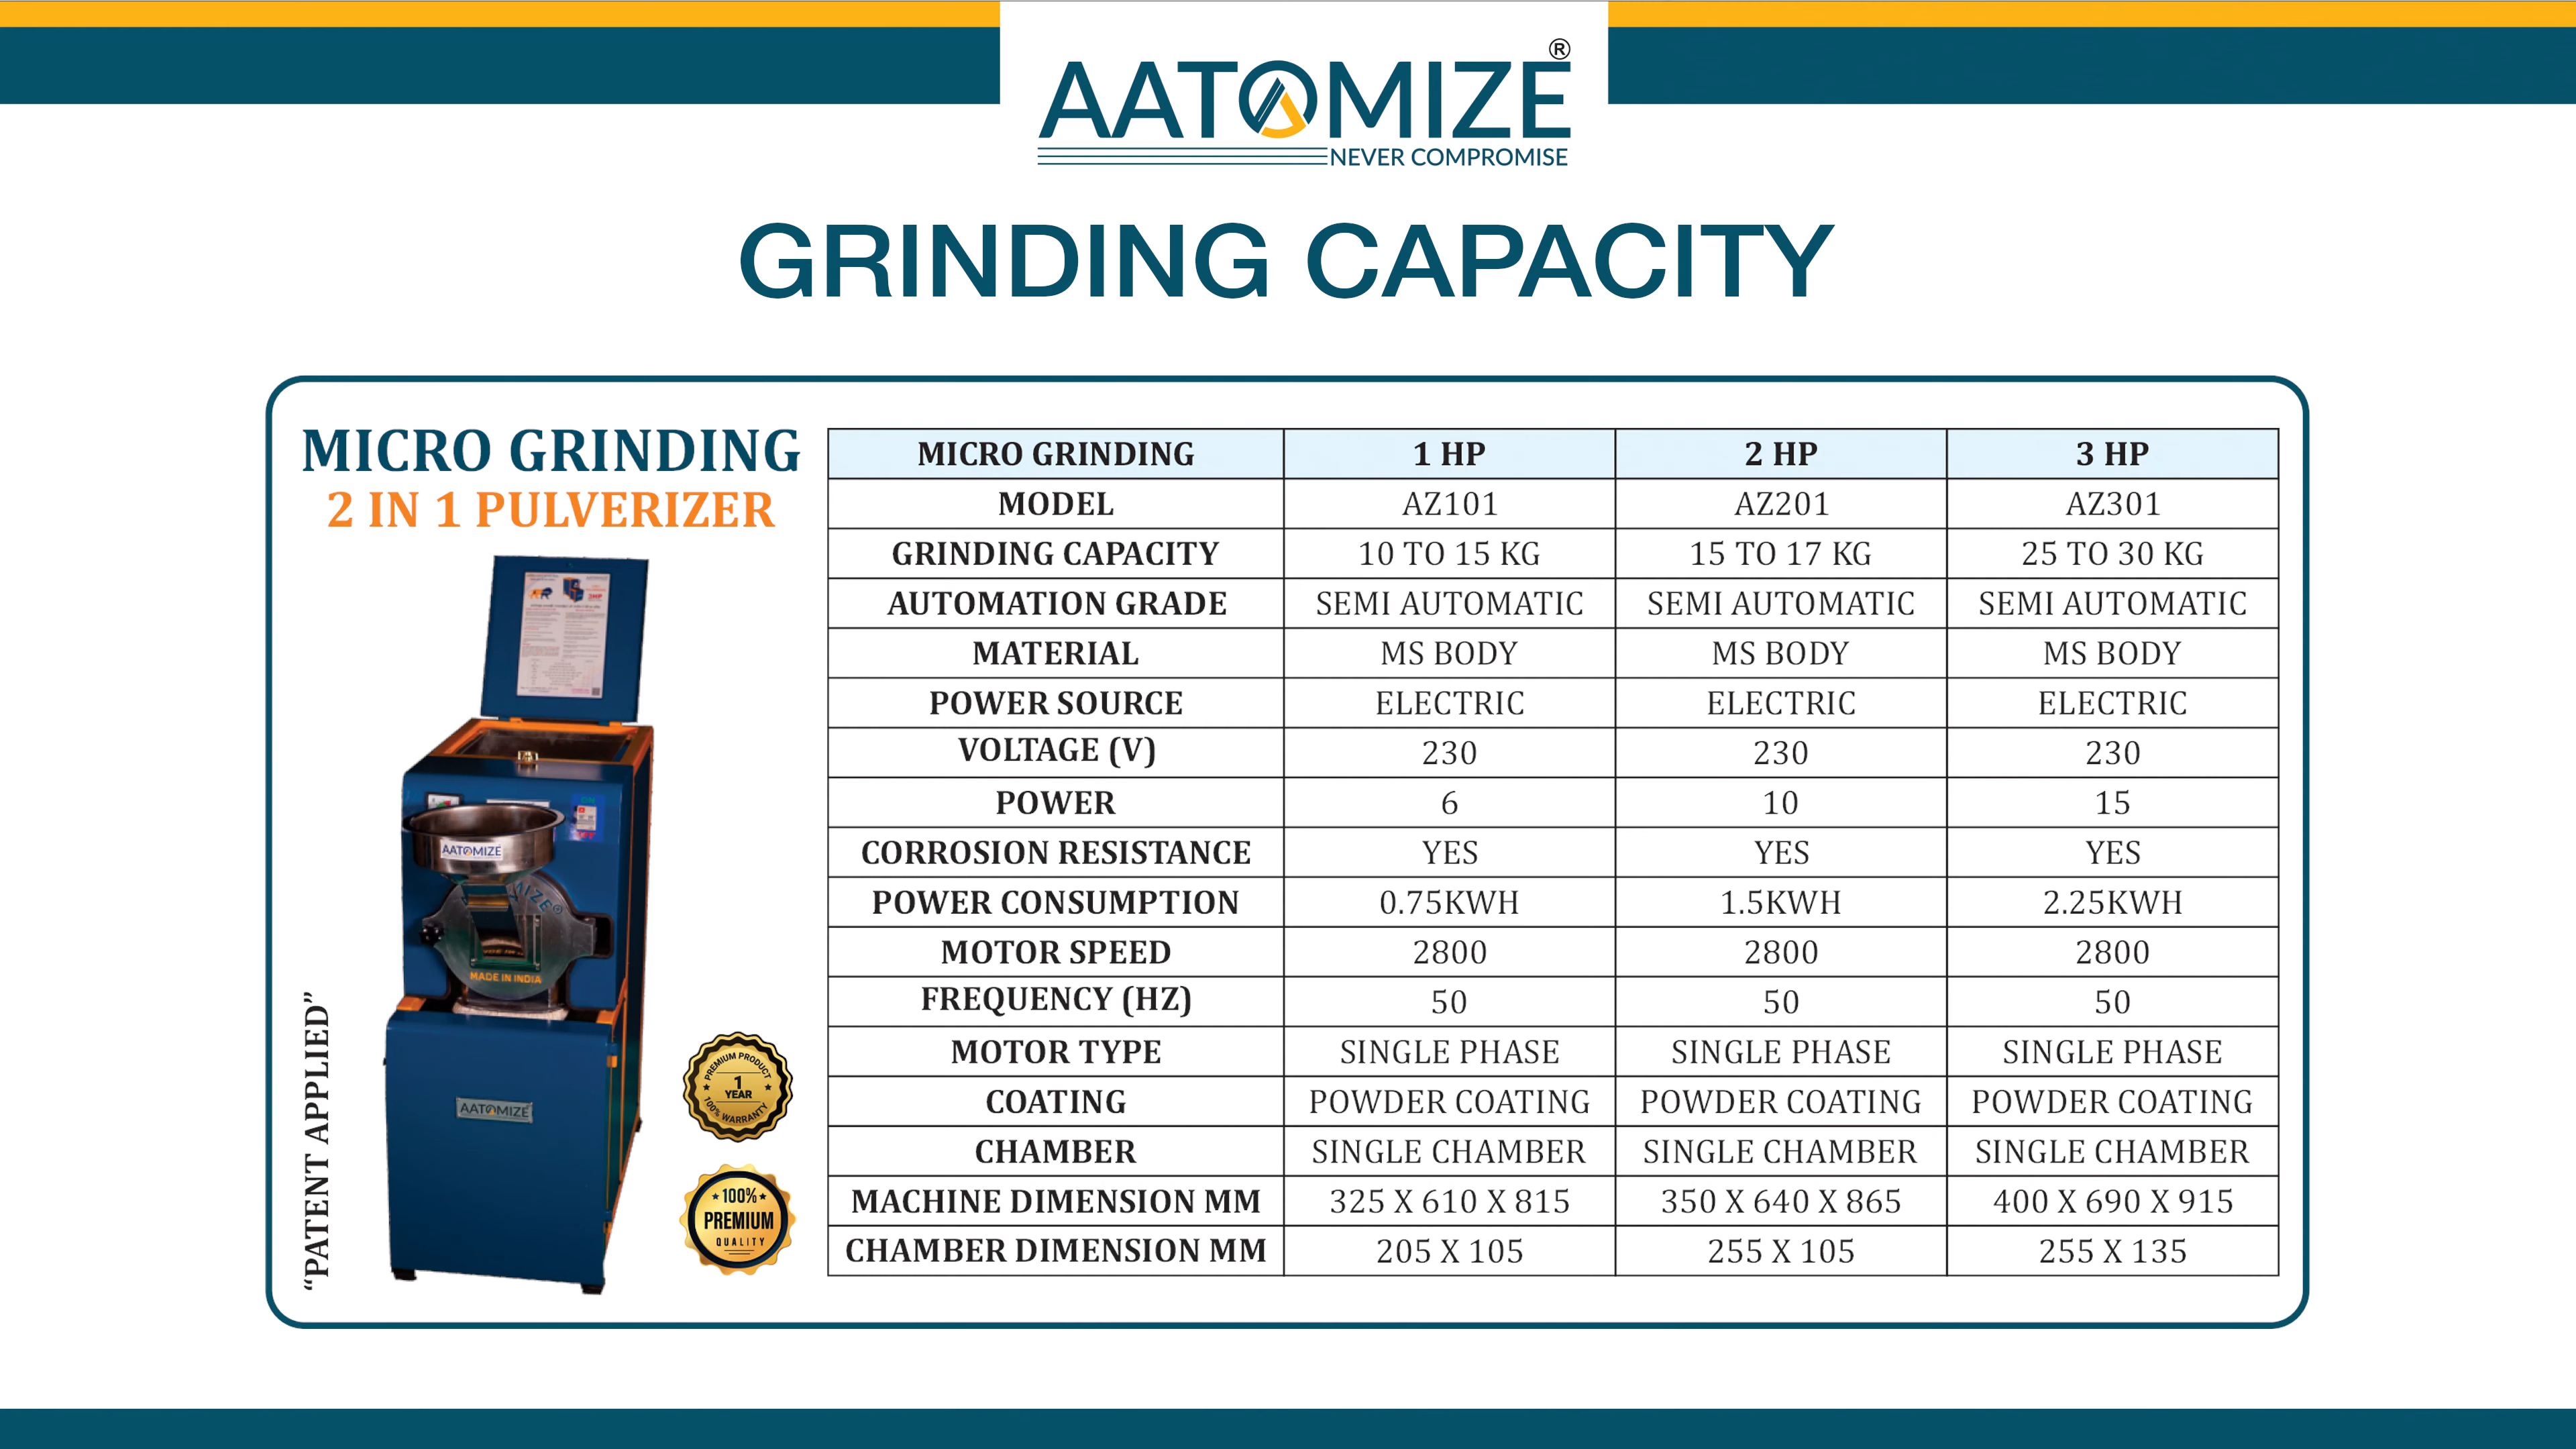 AATOMIZE®
NEVER COMPROMISE
GRINDING CAPACITY
MICRO GRINDING
2 IN 1 PULVERIZER
AATOMIZE
MADE IN INDIA
AATOMIZE
"PATENT APPLIED"
PREMIUM PRODUCT
1
YEAR
100% WARRANTY
100%
PREMIUM
QUALITY
MICRO GRINDING 1 HP 2 HP 3 HP
MODEL AZ101 AZ201 AZ301
GRINDING CAPACITY 10 TO 15 KG 15 TO 17 KG 25 TO 30 KG
AUTOMATION GRADE SEMI AUTOMATIC SEMI AUTOMATIC SEMI AUTOMATIC
MATERIAL MS BODY MS BODY MS BODY
POWER SOURCE ELECTRIC ELECTRIC ELECTRIC
VOLTAGE (V) 230 230 230
POWER 6 10 15
CORROSION RESISTANCE YES YES YES
POWER CONSUMPTION 0.75KWH 1.5KWH 2.25KWH
MOTOR SPEED 2800 2800 2800
FREQUENCY (HZ) 50 50 50
MOTOR TYPE SINGLE PHASE SINGLE PHASE SINGLE PHASE
COATING POWDER COATING POWDER COATING POWDER COATING
CHAMBER SINGLE CHAMBER SINGLE CHAMBER SINGLE CHAMBER
MACHINE DIMENSION MM 325 X 610 X 815 350 X 640 X 865 400 X 690 X 915
CHAMBER DIMENSION MM 205 X 105 255 X 105 255 X 135